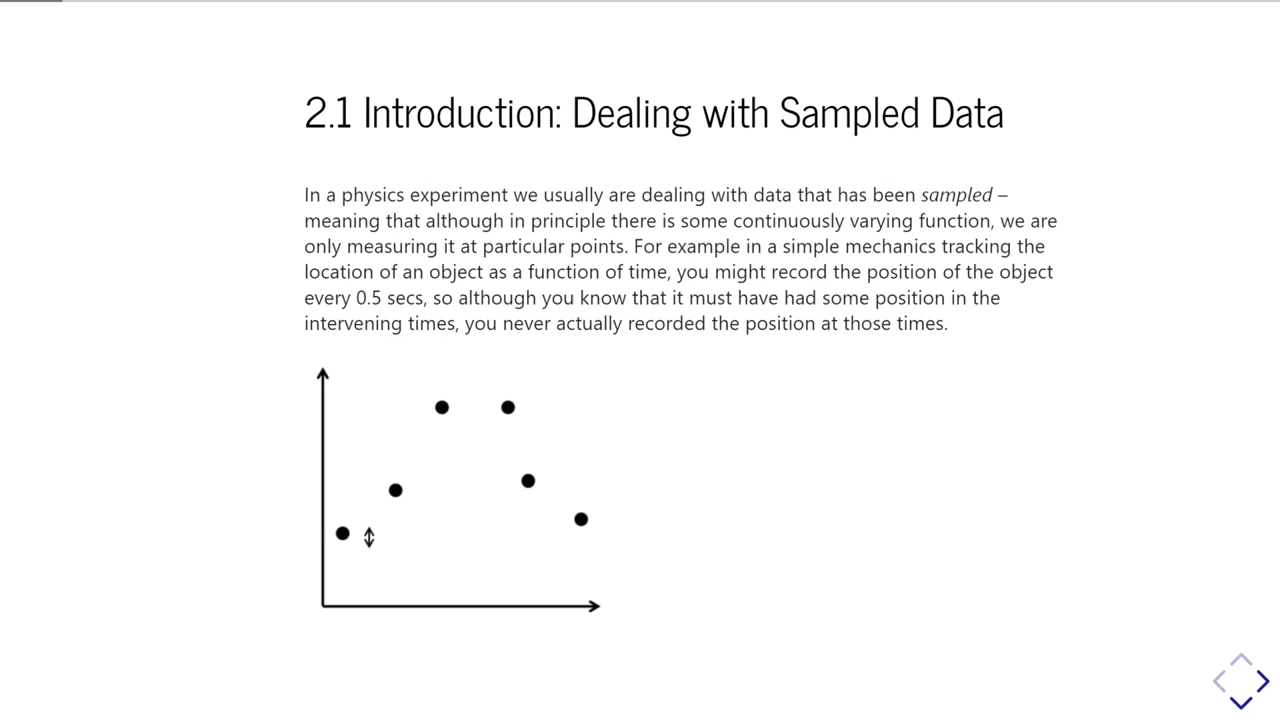 2.1 Introduction: Dealing with Sampled Data
In a physics experiment we usually are dealing with data that has been sampled –
meaning that although in principle there is some continuously varying function, we are
only measuring it at particular points. For example in a simple mechanics tracking the
location of an object as a function of time, you might record the position of the object
every 0.5 secs, so although you know that it must have had some position in the
intervening times, you never actually recorded the position at those times.